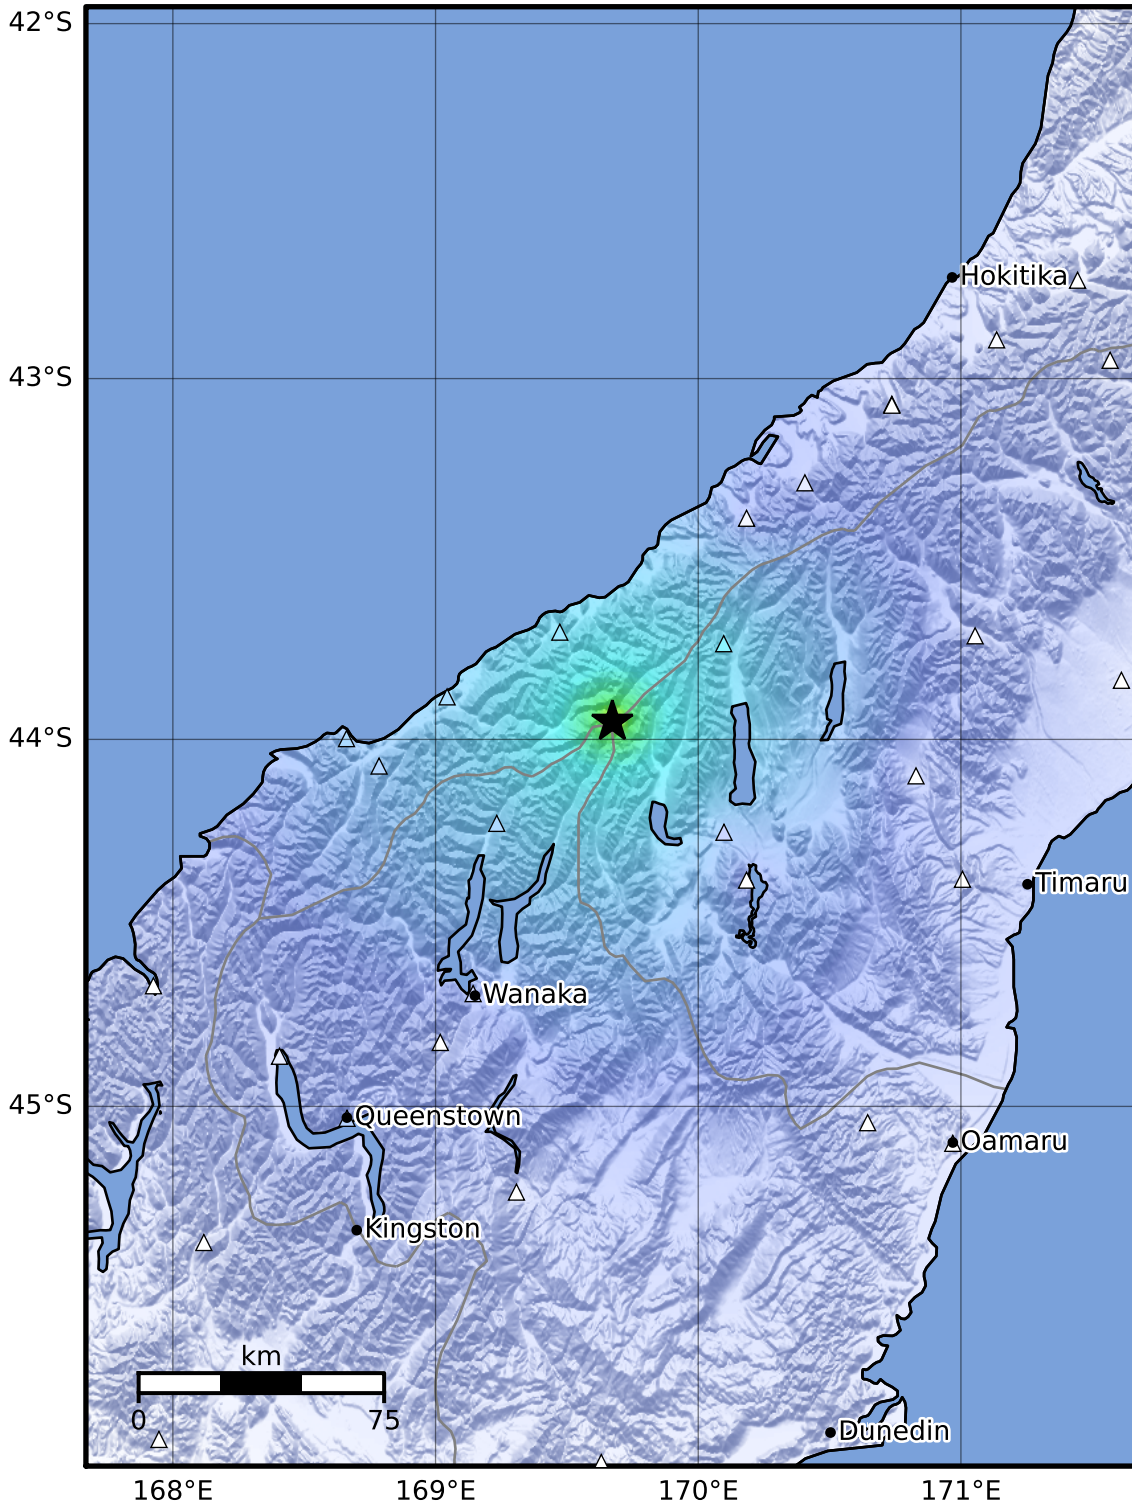 42°S
Hokitika
43°S
44°S
Timaru
Wanaka
45°S
Queenstown
Oamaru
Kingston
km
0 75
Dunedin
168°E 169°E 170°E 171°E